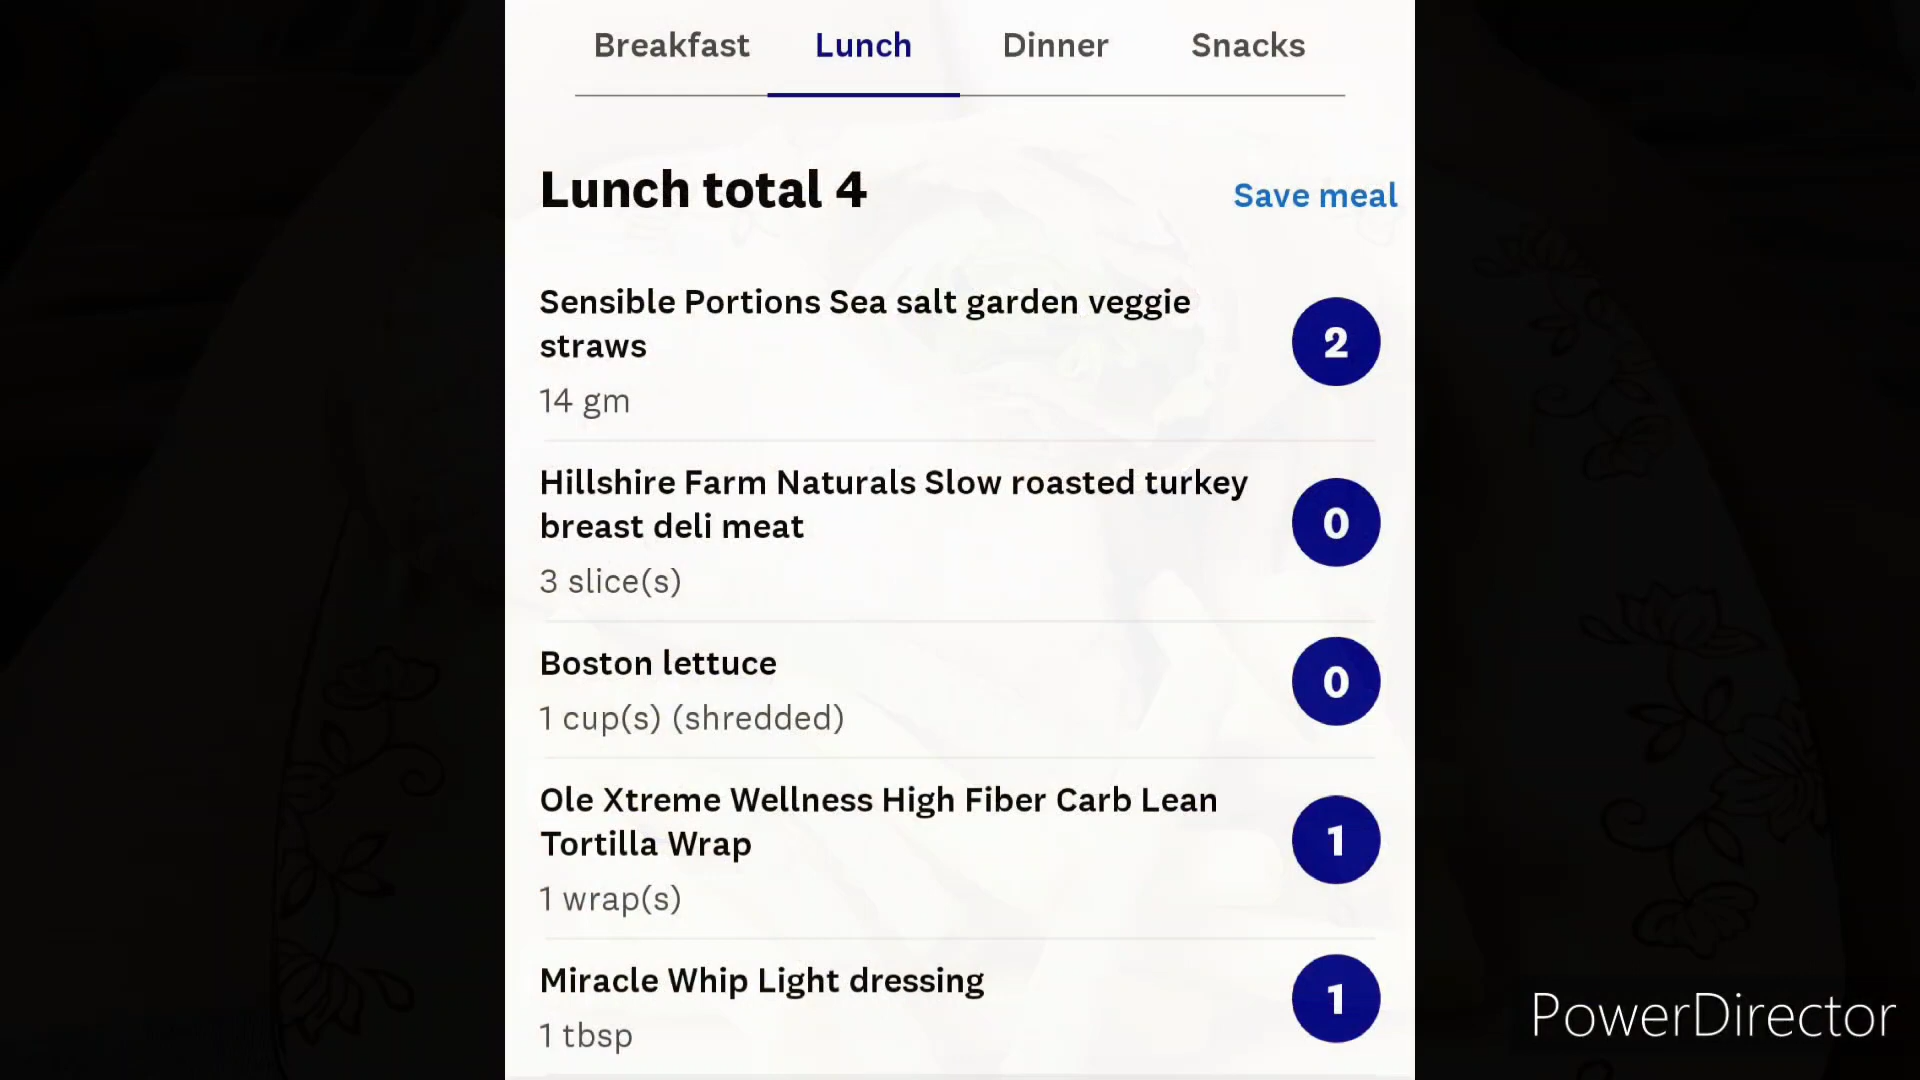 Breakfast Lunch Dinner Snacks
Lunch total 4 Save meal
Sensible Portions Sea salt garden veggie
straws
2
14 gm
Hillshire Farm Naturals Slow roasted turkey
breast deli meat
0
3 slice(s)
Boston lettuce
0
1 cup(s) (shredded)
Ole Xtreme Wellness High Fiber Carb Lean
Tortilla Wrap
1
1 wrap(s)
Miracle Whip Light dressing
1
1 tbsp
PowerDirector